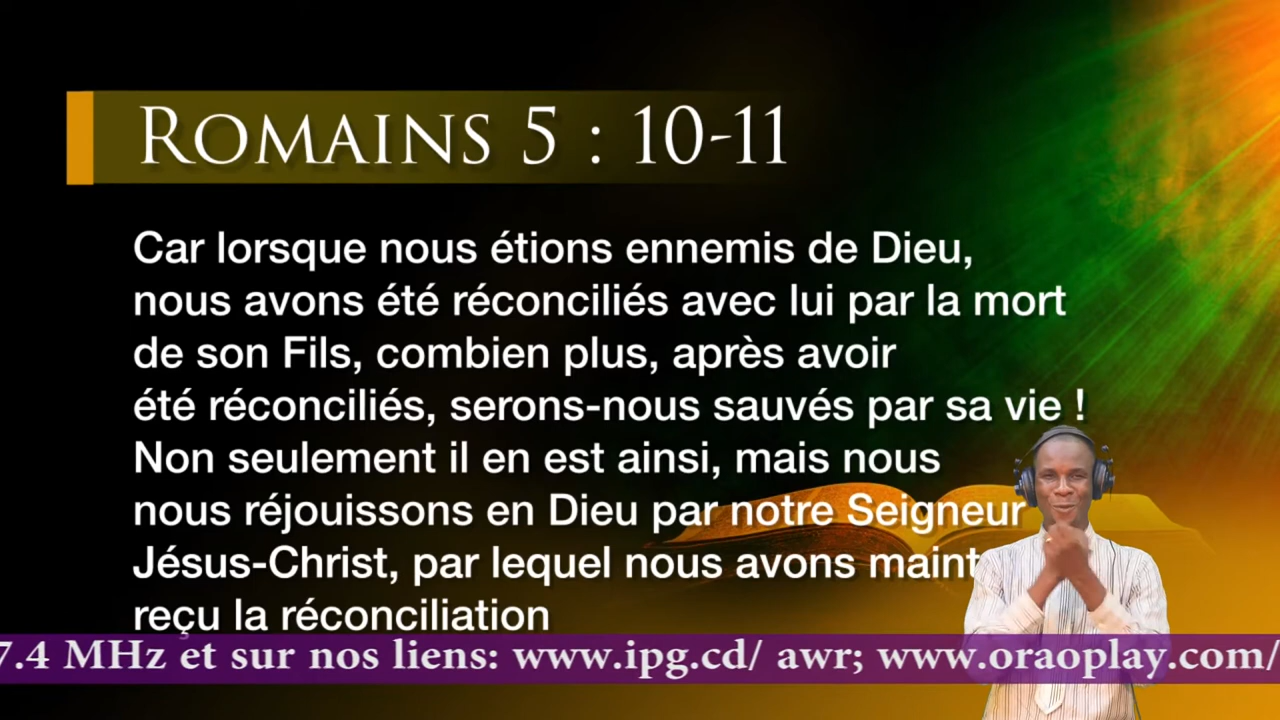 Romains 5 : 10-11
Car lorsque nous étions ennemis de Dieu,
nous avons été réconciliés avec lui par la mort
de son Fils, combien plus, après avoir
été réconciliés, serons-nous sauvés par sa vie !
Non seulement il en est ainsi, mais nous
nous réjouissons en Dieu par notre Seigneur
Jésus-Christ, par lequel nous avons maint
reçu la réconciliation
7.4 MHz et sur nos liens: www.ipg.cd/ awr; www.oraoplay.com/